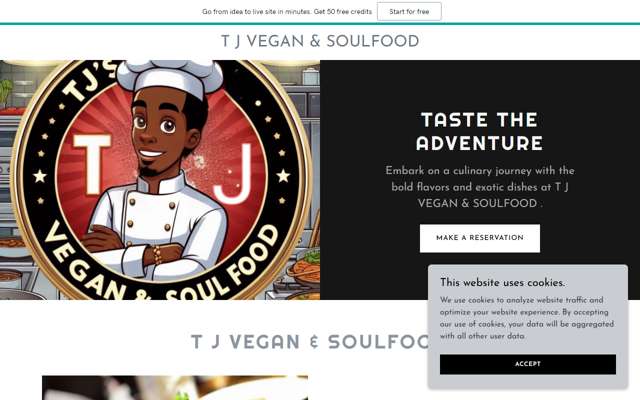 Go from idea to live site in minutes. Get 50 free credits
Start for free
T J VEGAN & SOULFOOD
TJ'S
T J
VEGAN & SOUL FOOD
TASTE THE
ADVENTURE
Embark on a culinary journey with the
bold flavors and exotic dishes at T J
VEGAN & SOULFOOD .
MAKE A RESERVATION
This website uses cookies.
We use cookies to analyze website traffic and
optimize your website experience. By accepting
our use of cookies, your data will be aggregated
with all other user data.
ACCEPT
T J VEGAN & SOULFOO